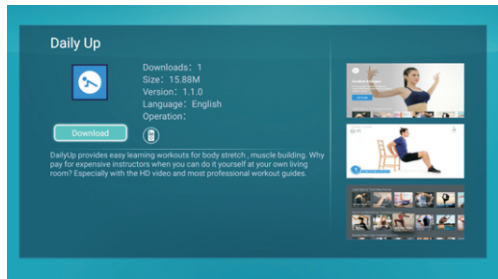 Daily Up
Downloads: 1
Size: 15.88M
Version: 1.1.0
Language: English
Operation:
Download
DailyUp provides easy learning workouts for body stretch , muscle building. Why
pay for expensive instructors when you can do it yourself at your own living
room? Especially with the HD video and most professional workout guides.